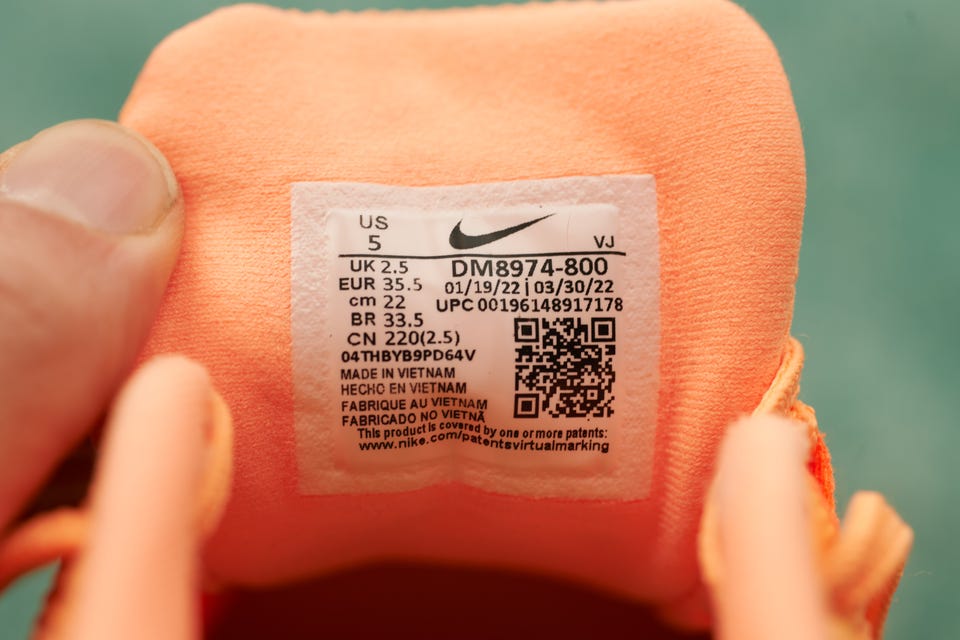 US
5
VJ
UK 2.5
EUR 35.5
cm 22
BR 33.5
CN 220(2.5)
DM8974-800
01/19/22 | 03/30/22
UPC 00196148917178
04THBYB9PD64V
MADE IN VIETNAM
HECHO EN VIETNAM
FABRIQUE AU VIETNAM
FABRICADO NO VIETNÃ
This product is covered by one or more patents:
www.nike.com/patentsvirtualmarking